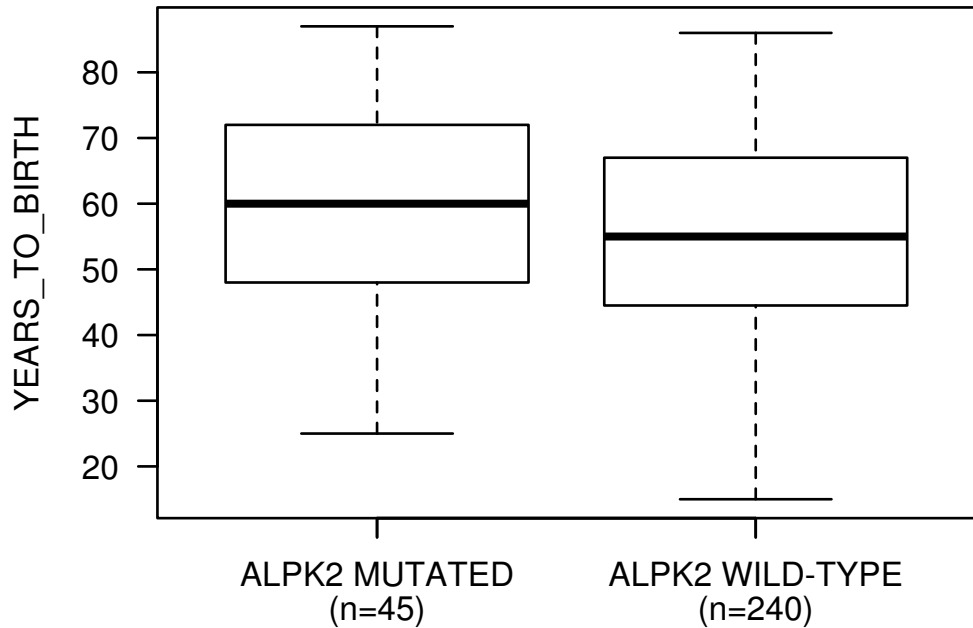 YEARS_TO_BIRTH
80
70
60
50
40
30
20
ALPK2 MUTATED
(n=45)
ALPK2 WILD-TYPE
(n=240)